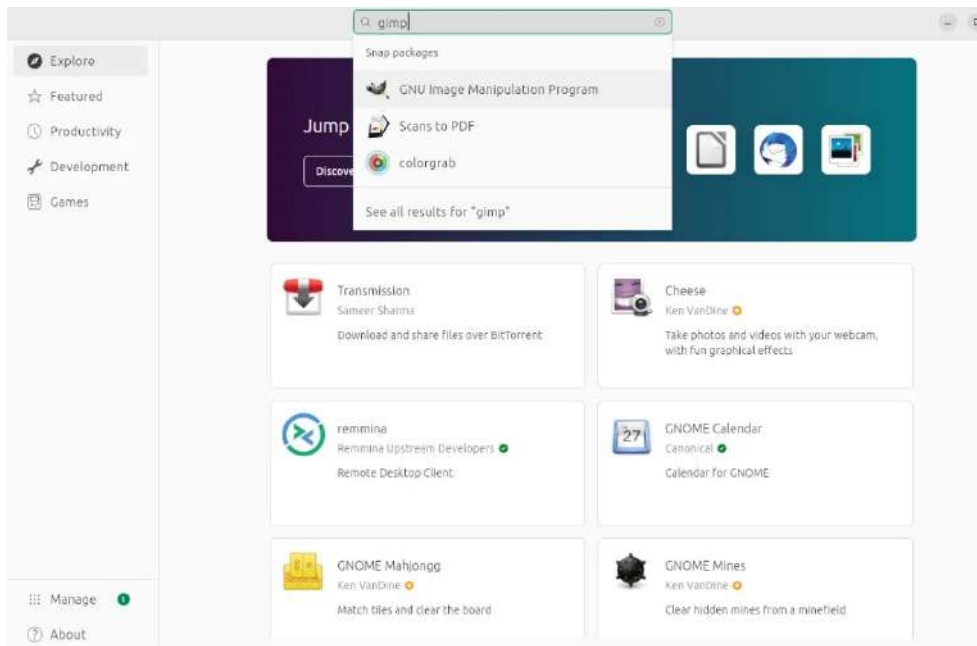 gimp
Snap packages
GNU Image Manipulation Program
Scans to PDF
colorgrab
See all results for "gimp"
Explore
Featured
Productivity
Development
Games
Manage 1
About
Jump
Discove
Transmission
Sameer Sharma
Download and share files over BitTorrent
Cheese
Ken VanDine
Take photos and videos with your webcam,
with fun graphical effects
remmina
Remmina Upstream Developers
Remote Desktop Client
27
GNOME Calendar
Canonical
Calendar for GNOME
GNOME Mahjongg
Ken VanDine
Match tiles and clear the board
GNOME Mines
Ken VanDine
Clear hidden mines from a minefield